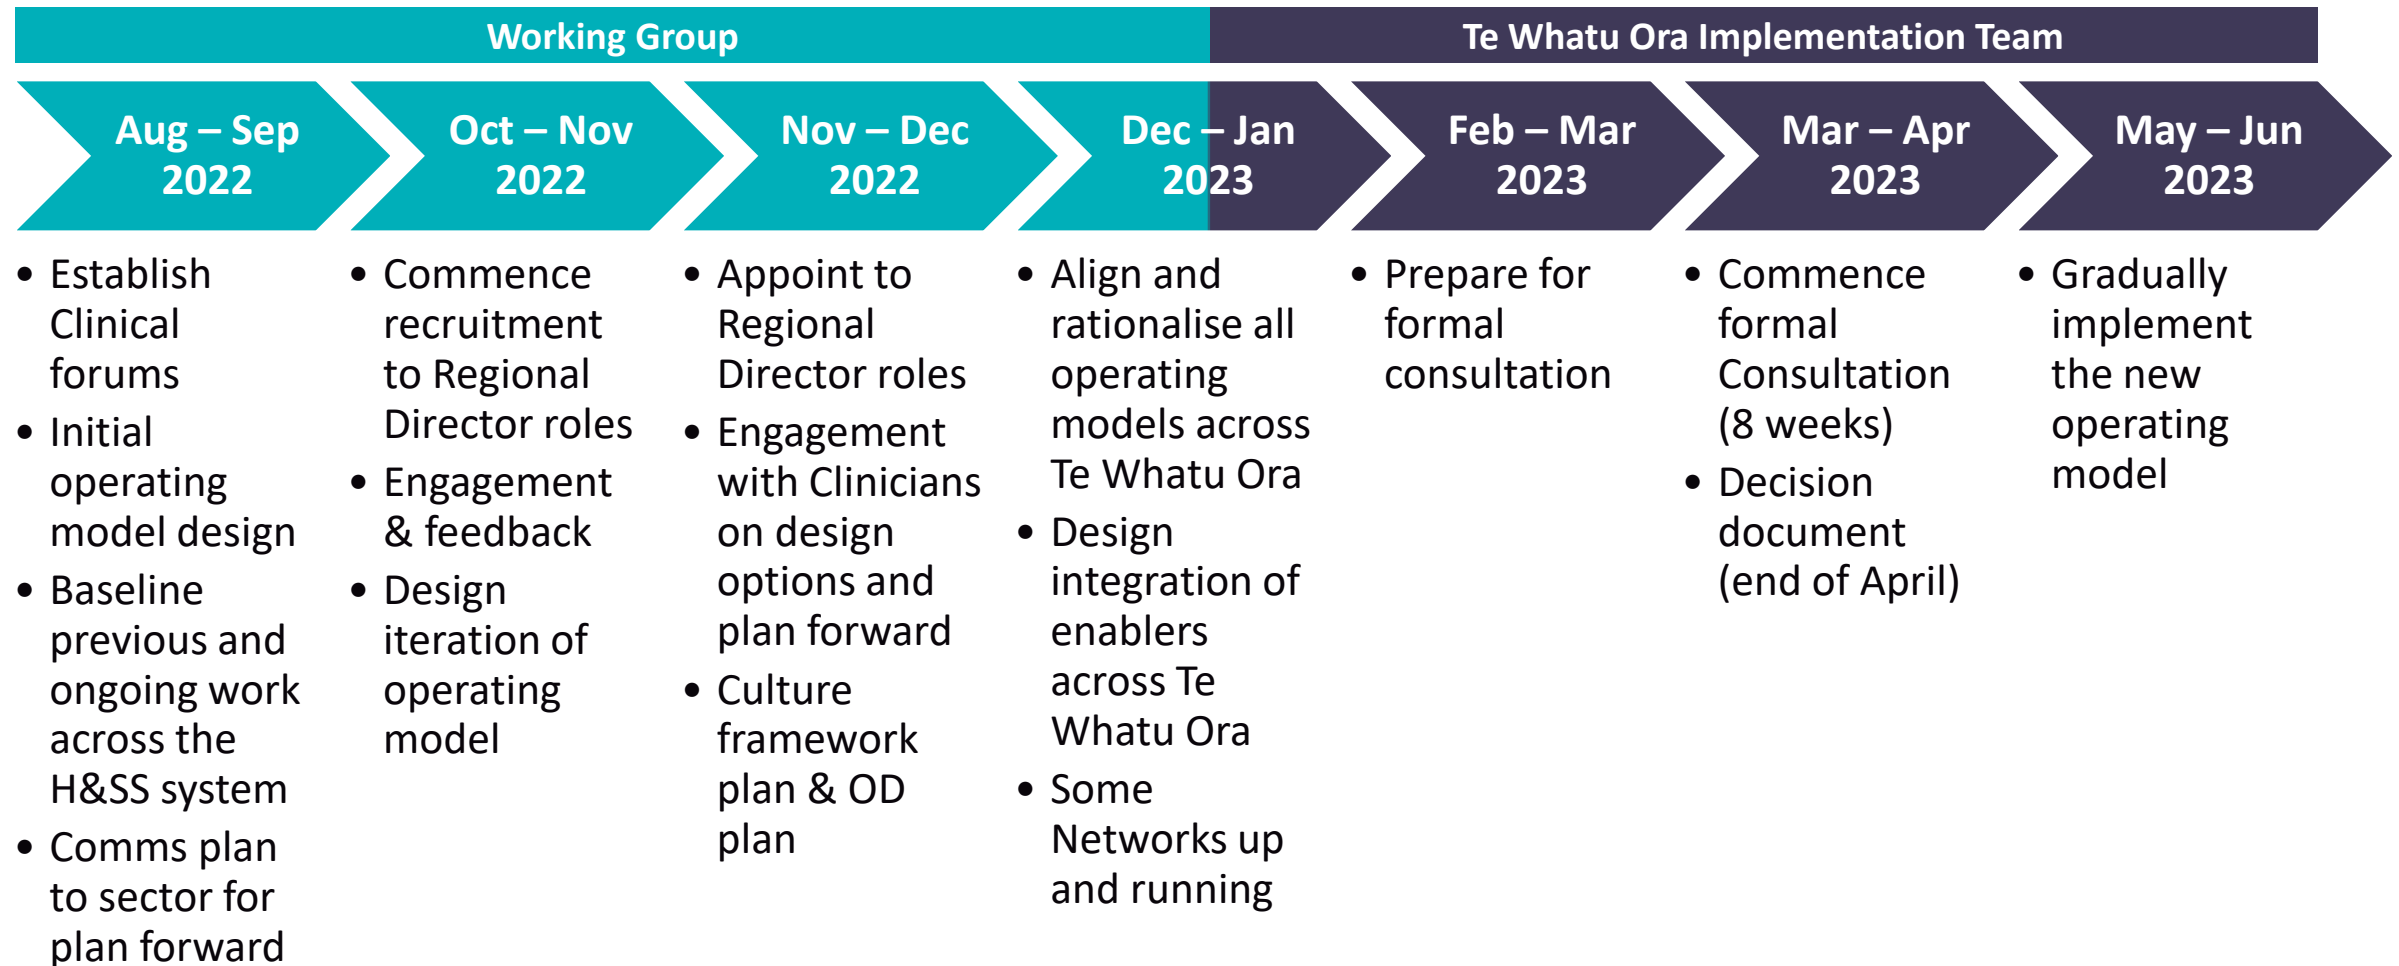 Working Group
Te Whatu Ora Implementation Team
Aug – Sep
2022
Oct – Nov
2022
Nov – Dec
2022
Dec – Jan
2023
Feb – Mar
2023
Mar – Apr
2023
May – Jun
2023
• Establish
Clinical
forums
• Initial
operating
model design
• Baseline
previous and
ongoing work
across the
H&SS system
• Comms plan
to sector for
plan forward
• Commence
recruitment
to Regional
Director roles
• Engagement
& feedback
• Design
iteration of
operating
model
• Appoint to
Regional
Director roles
• Engagement
with Clinicians
on design
options and
plan forward
• Culture
framework
plan & OD
plan
• Align and
rationalise all
operating
models across
Te Whatu Ora
• Design
integration of
enablers
across Te
Whatu Ora
• Some
Networks up
and running
• Prepare for
formal
consultation
• Commence
formal
Consultation
(8 weeks)
• Decision
document
(end of April)
• Gradually
implement
the new
operating
model